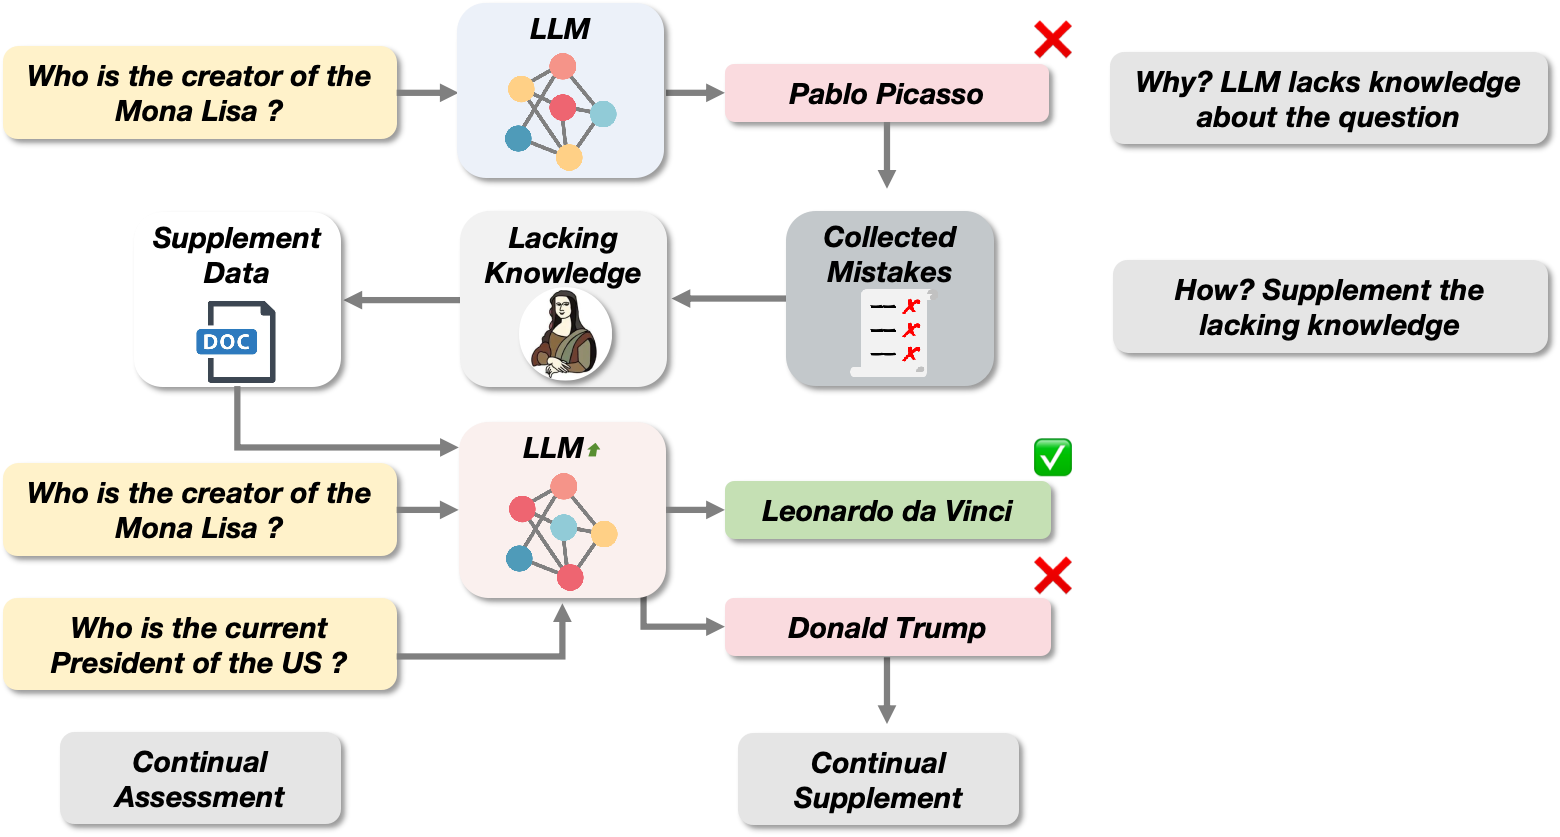 LLM
Who is the creator of the
Mona Lisa ?
Pablo Picasso
Why? LLM lacks knowledge
about the question
Supplement
Data
DOC
Lacking
Knowledge
Collected
Mistakes
How? Supplement the
lacking knowledge
LLM
Who is the creator of the
Mona Lisa ?
Leonardo da Vinci
Who is the current
President of the US ?
Donald Trump
Continual
Assessment
Continual
Supplement